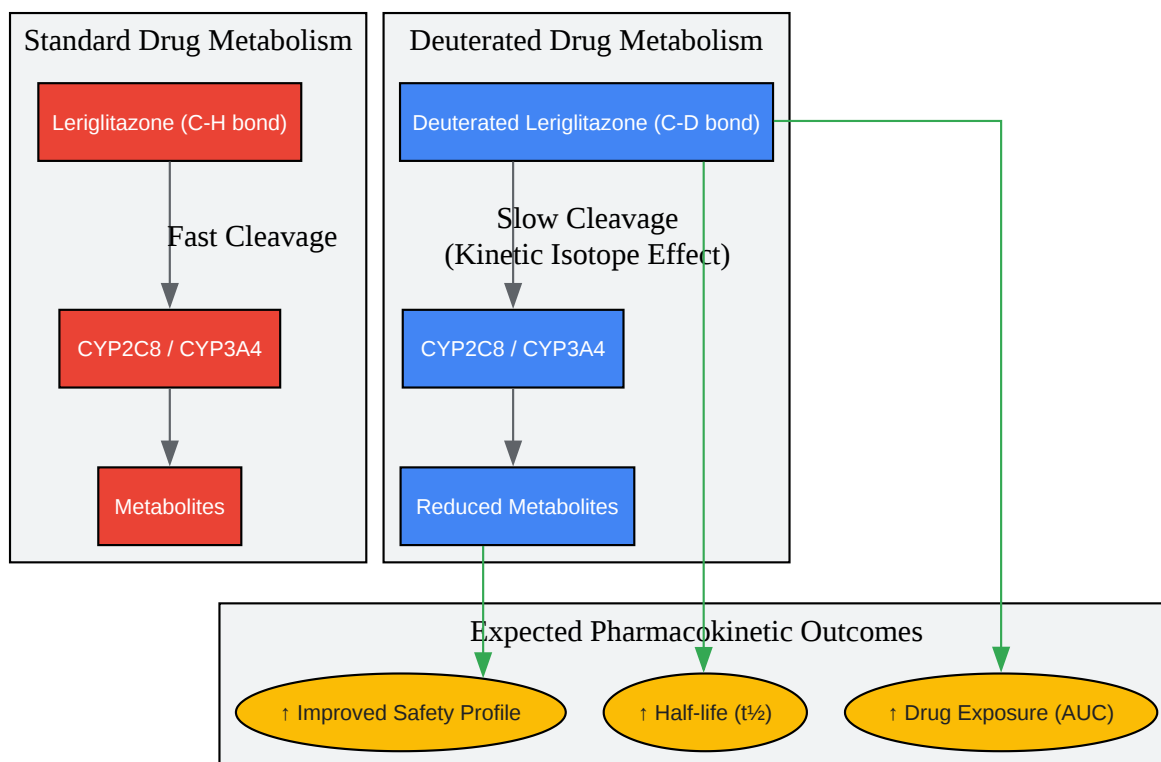 Standard Drug Metabolism
Leriglitazone (C-H bond)
Fast Cleavage
CYP2C8 / CYP3A4
Metabolites
Deuterated Drug Metabolism
Deuterated Leriglitazone (C-D bond)
Slow Cleavage
(Kinetic Isotope Effect)
CYP2C8 / CYP3A4
Reduced Metabolites
Expected Pharmacokinetic Outcomes
↑ Improved Safety Profile
↑ Half-life (t½)
↑ Drug Exposure (AUC)